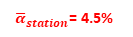 ᾱ_station = 4.5%